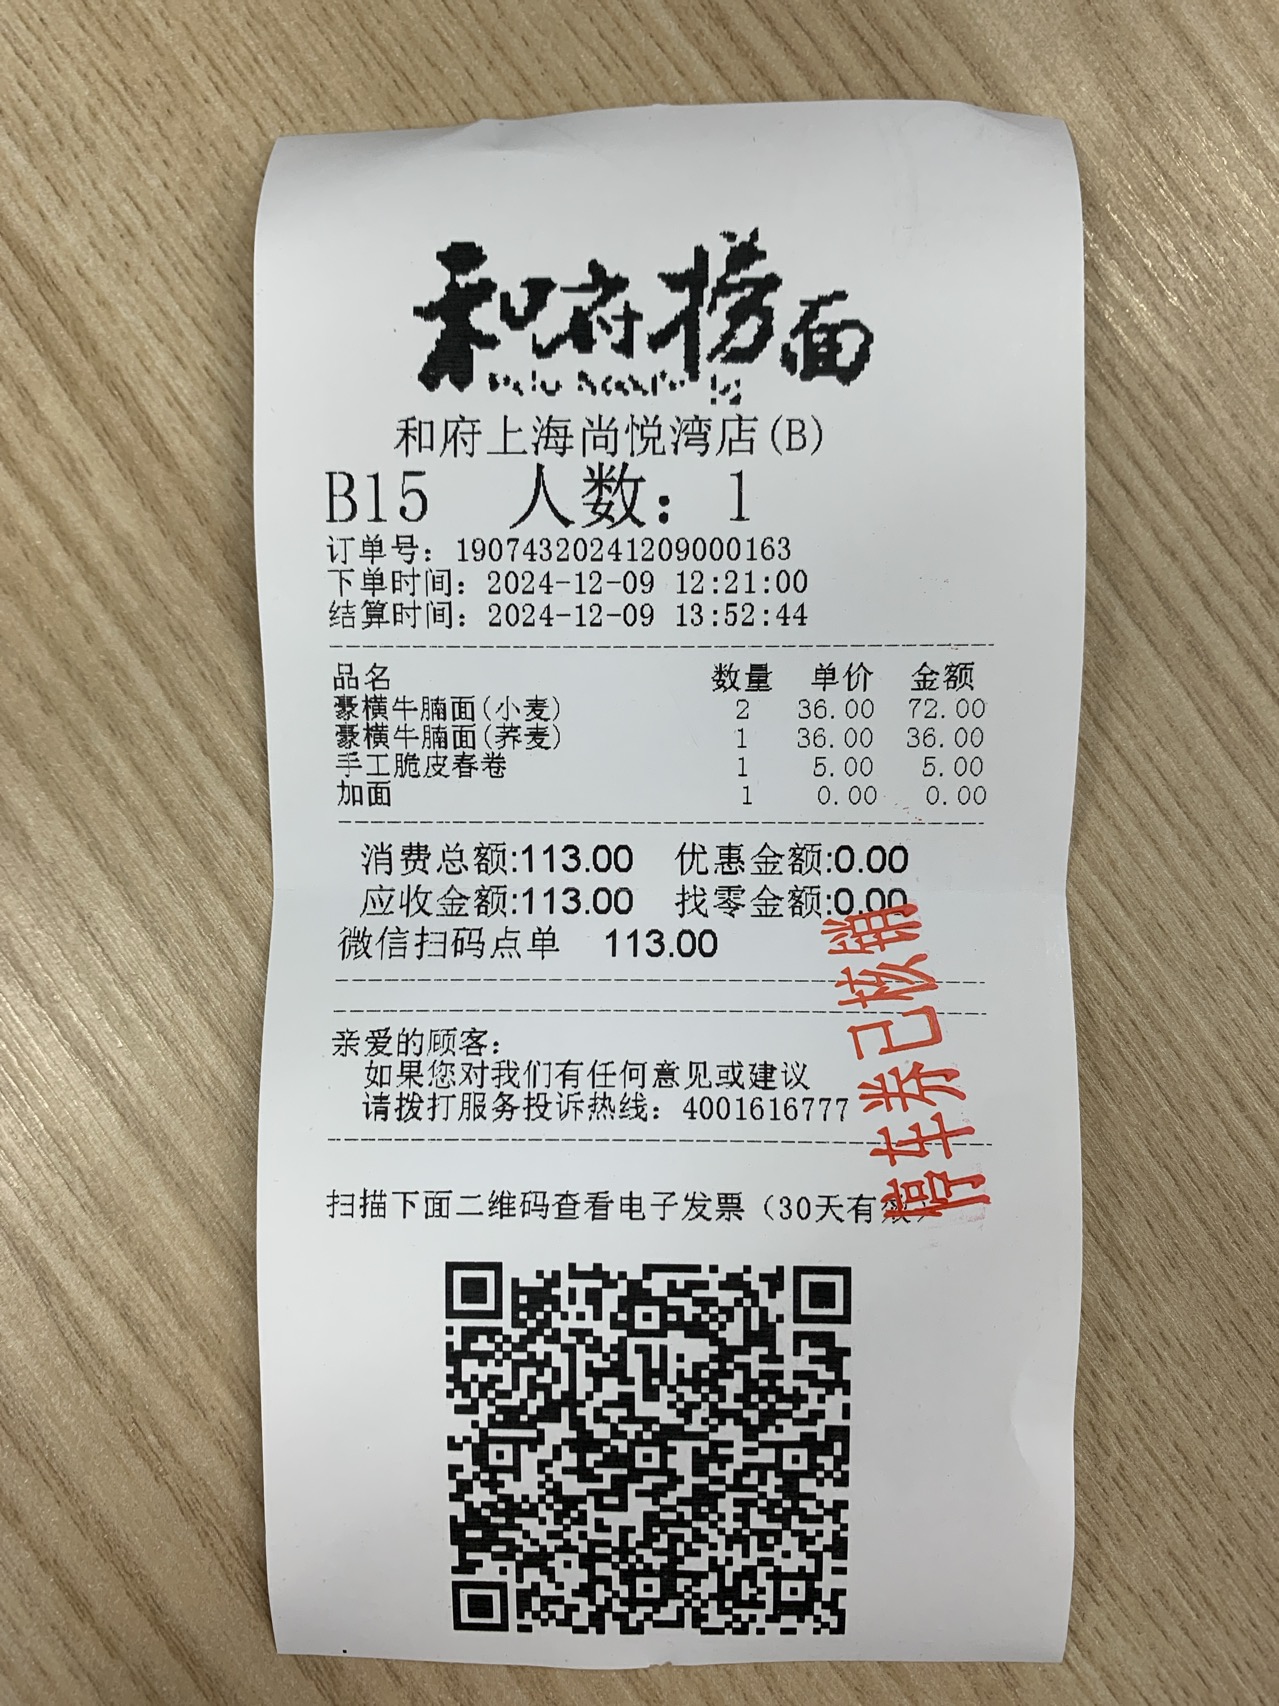 和府捞面
和府上海尚悦湾店(B)
B15 人数：1
订单号：19074320241209000163
下单时间：2024-12-09 12:21:00
结算时间：2024-12-09 13:52:44
品名 数量 单价 金额
豪横牛腩面(小麦) 2 36.00 72.00
豪横牛腩面(荞麦) 1 36.00 36.00
手工脆皮春卷 1 5.00 5.00
加面 1 0.00 0.00
消费总额:113.00 优惠金额:0.00
应收金额:113.00 找零金额:0.00
微信扫码点单 113.00
亲爱的顾客：
如果您对我们有任何意见或建议
请拨打服务投诉热线：4001616777
扫描下面二维码查看电子发票（30天有效）
停车券已核销